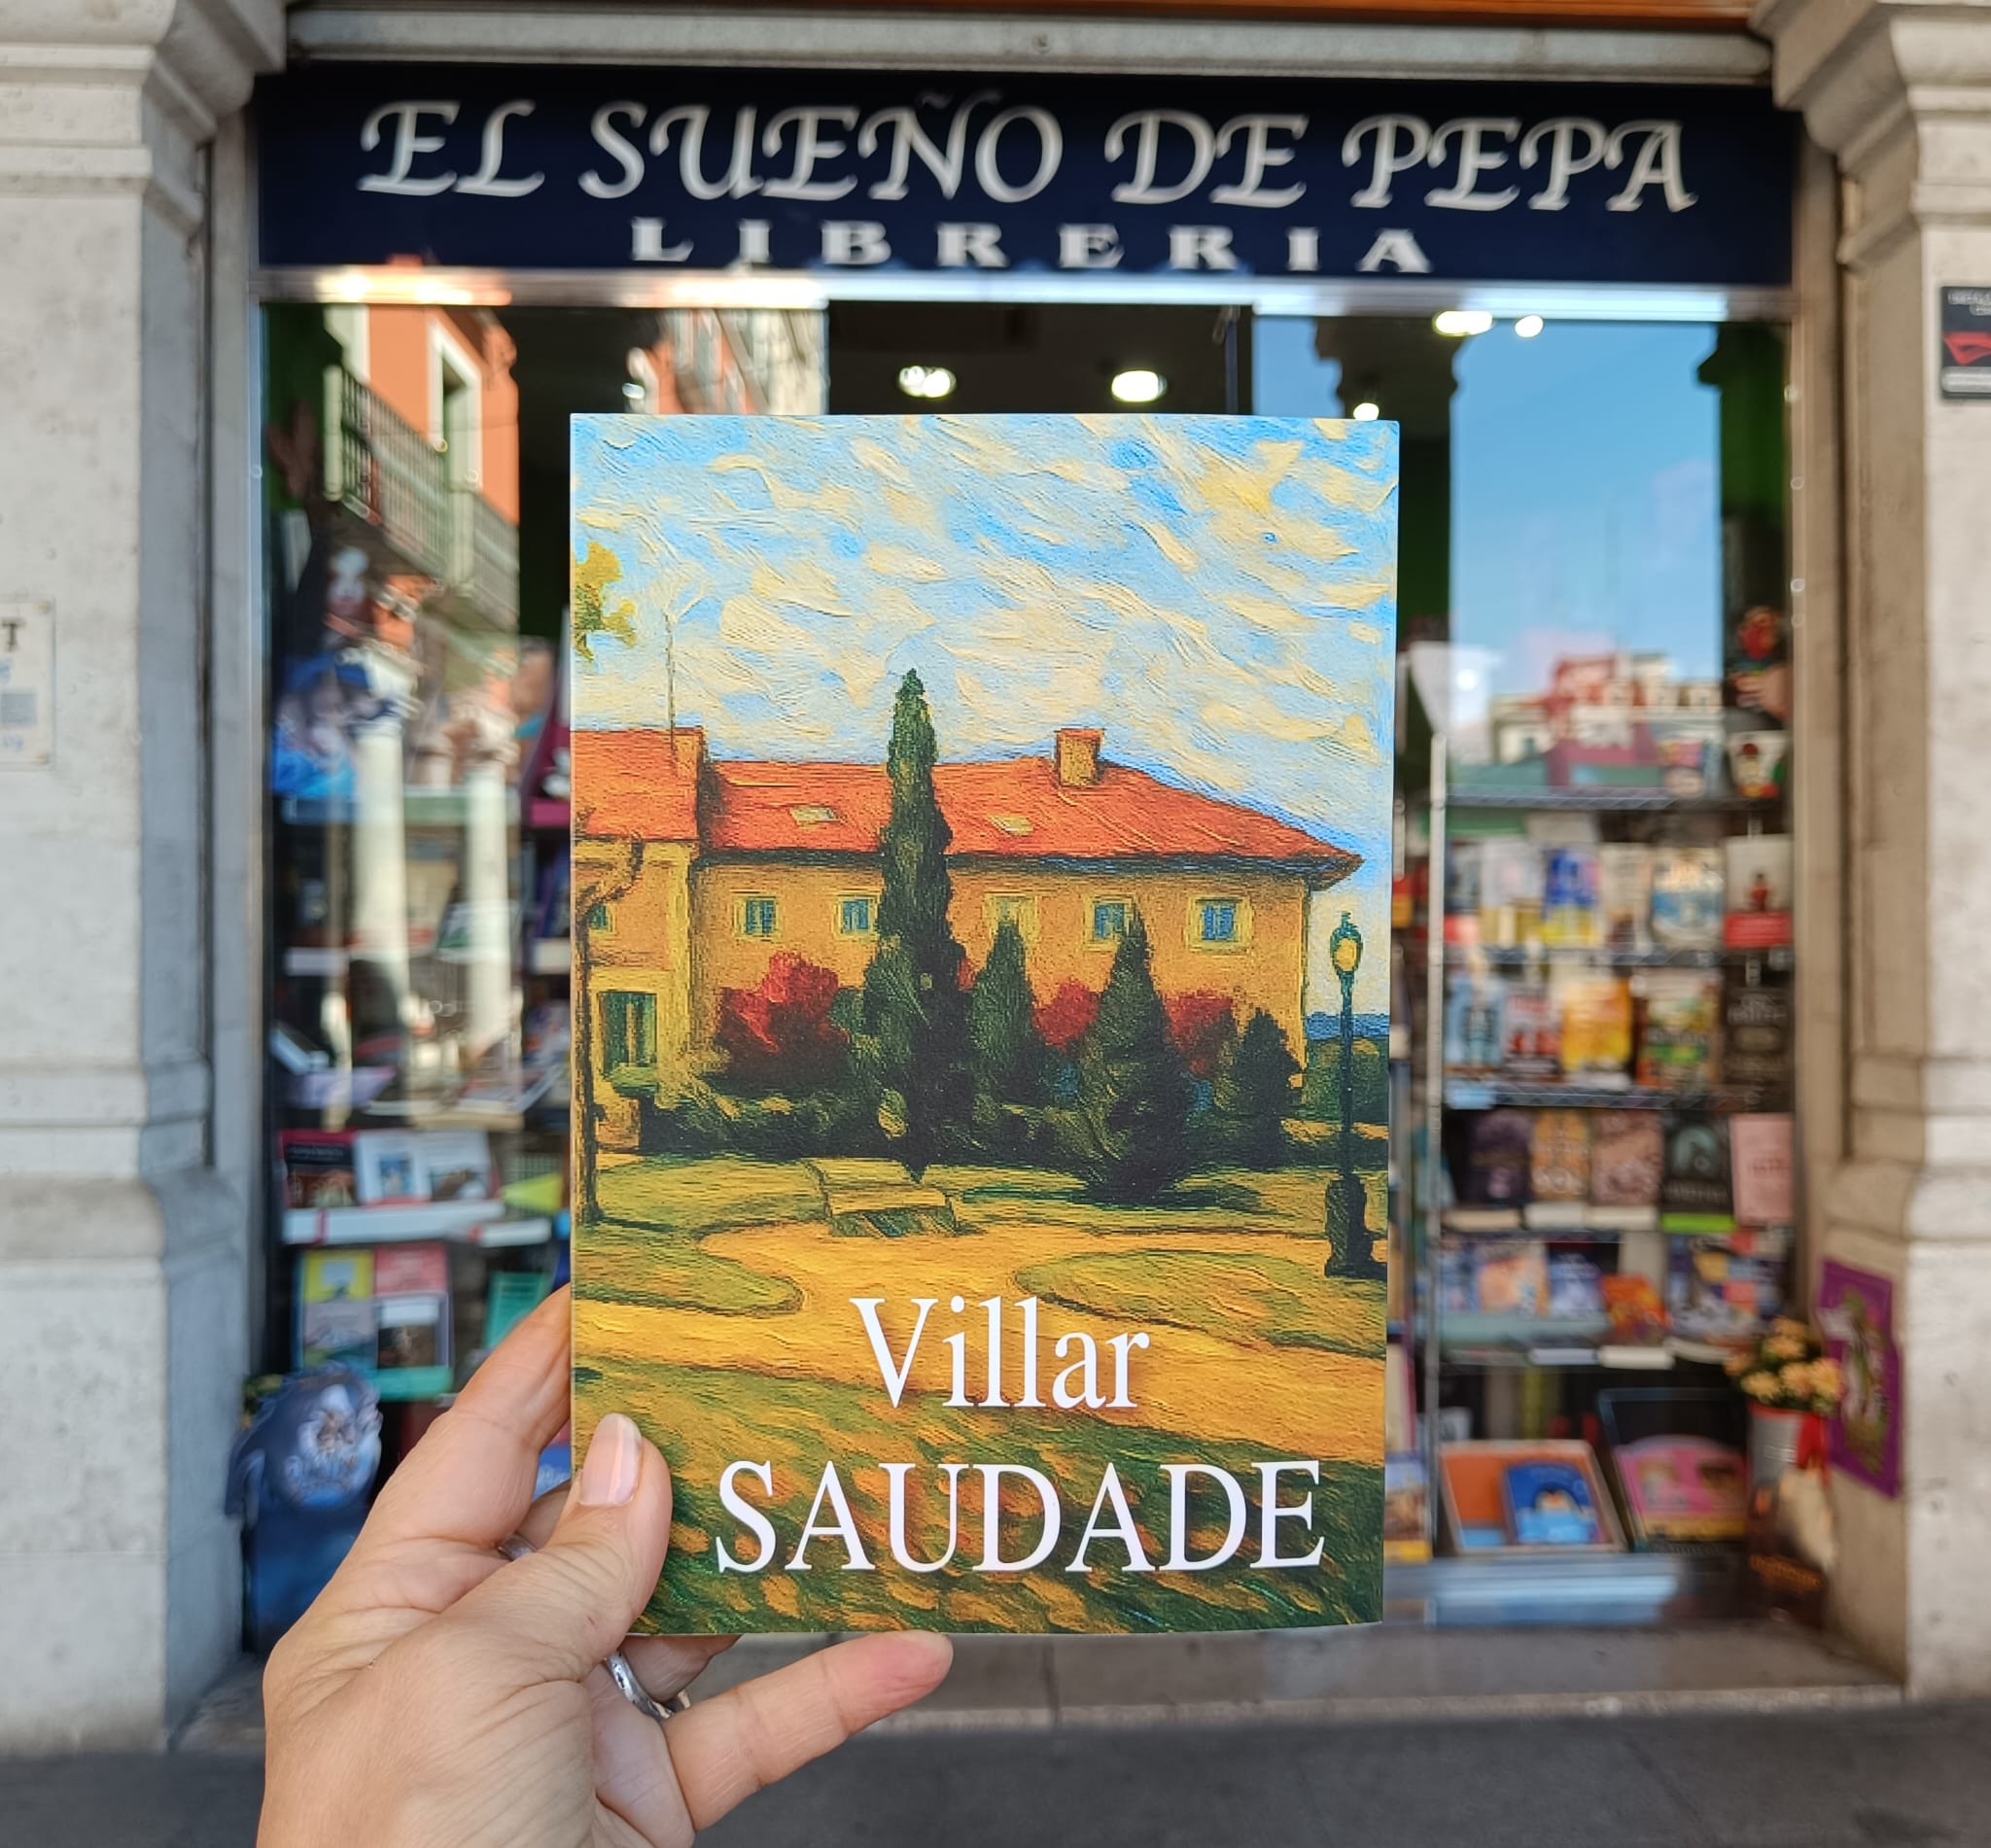 EL SUEÑO DE PEPA
LIBRERIA
Villar
SAUDADE